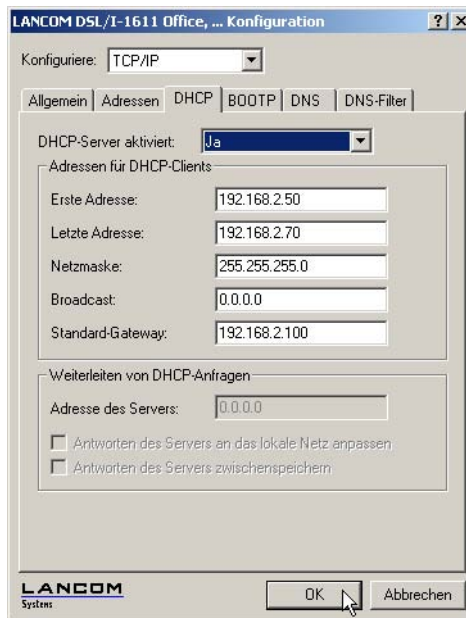 LANCOM DSL/I-1611 Office, ... Konfiguration
Konfiguriere: TCP/IP
Allgemein Adressen DHCP BOOTP DNS DNS-Filter
DHCP-Server aktiviert: Ja
Adressen für DHCP-Clients
Erste Adresse: 192.168.2.50
Letzte Adresse: 192.168.2.70
Netzmaske: 255.255.255.0
Broadcast: 0.0.0.0
Standard-Gateway: 192.168.2.100
Weiterleiten von DHCP-Anfragen
Adresse des Servers: 0.0.0.0
Antworten des Servers an das lokale Netz anpassen
Antworten des Servers zwischenspeichern
LANCOM
Systems
OK Abbrechen